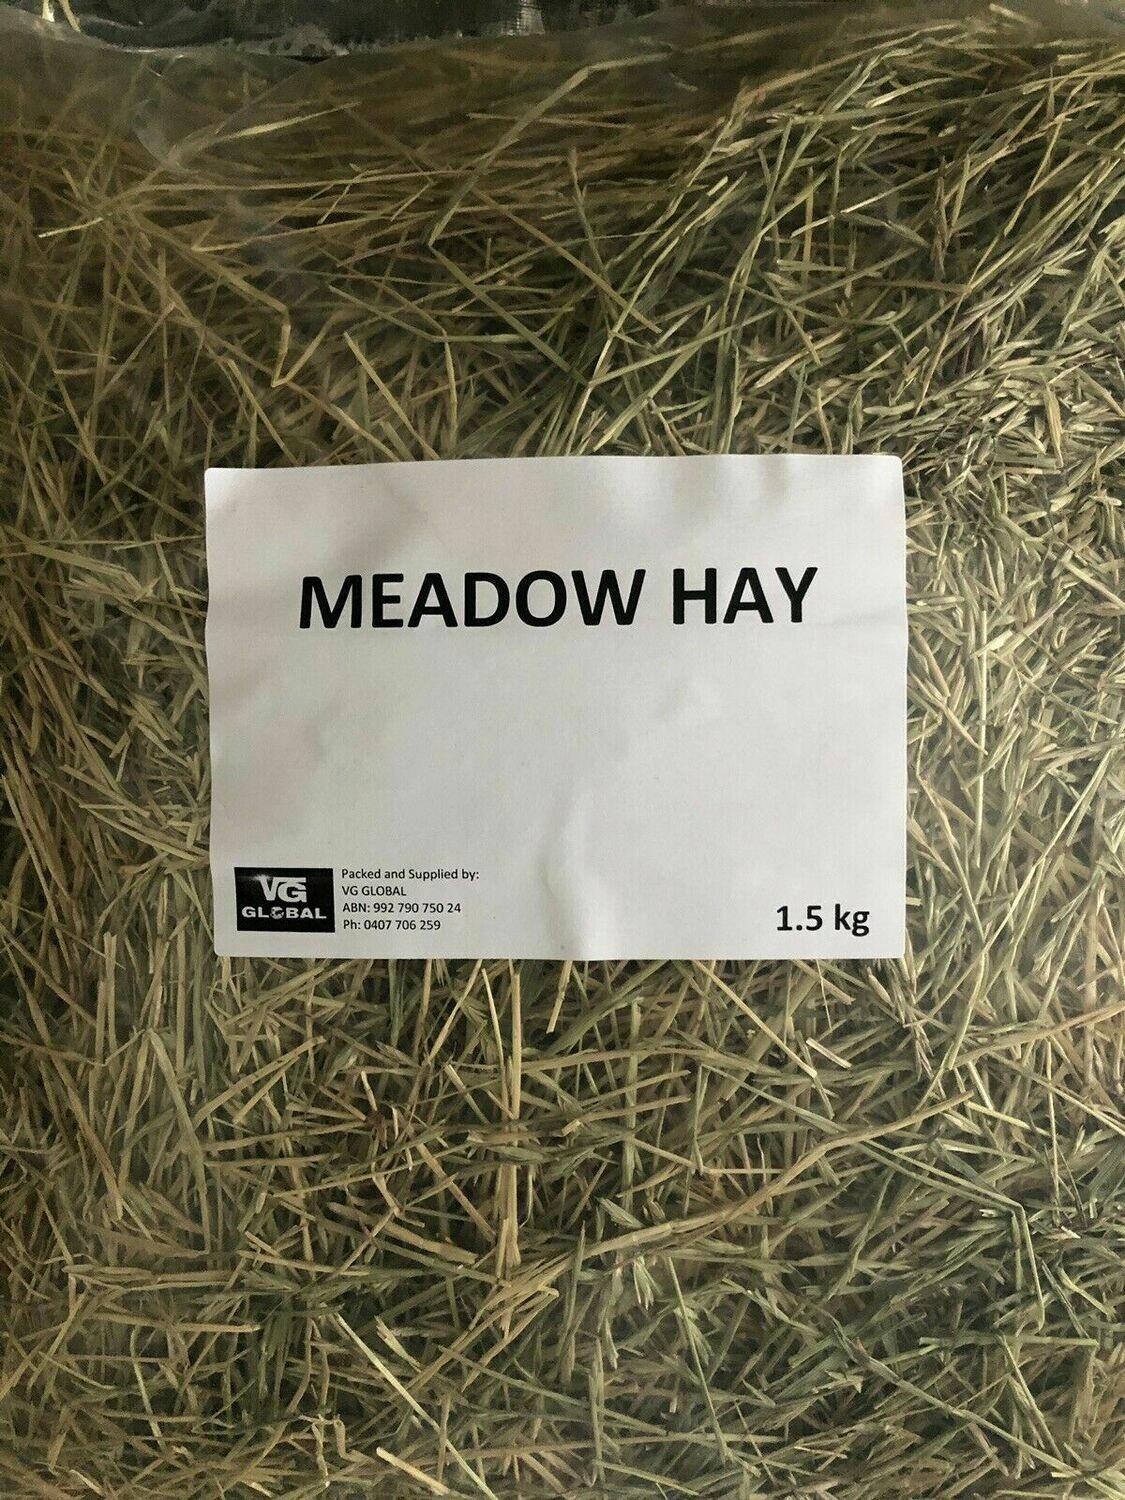 MEADOW HAY
VG
GLOBAL
Packed and Supplied by:
VG GLOBAL
ABN: 992 790 750 24
Ph: 0407 706 259
1.5 kg